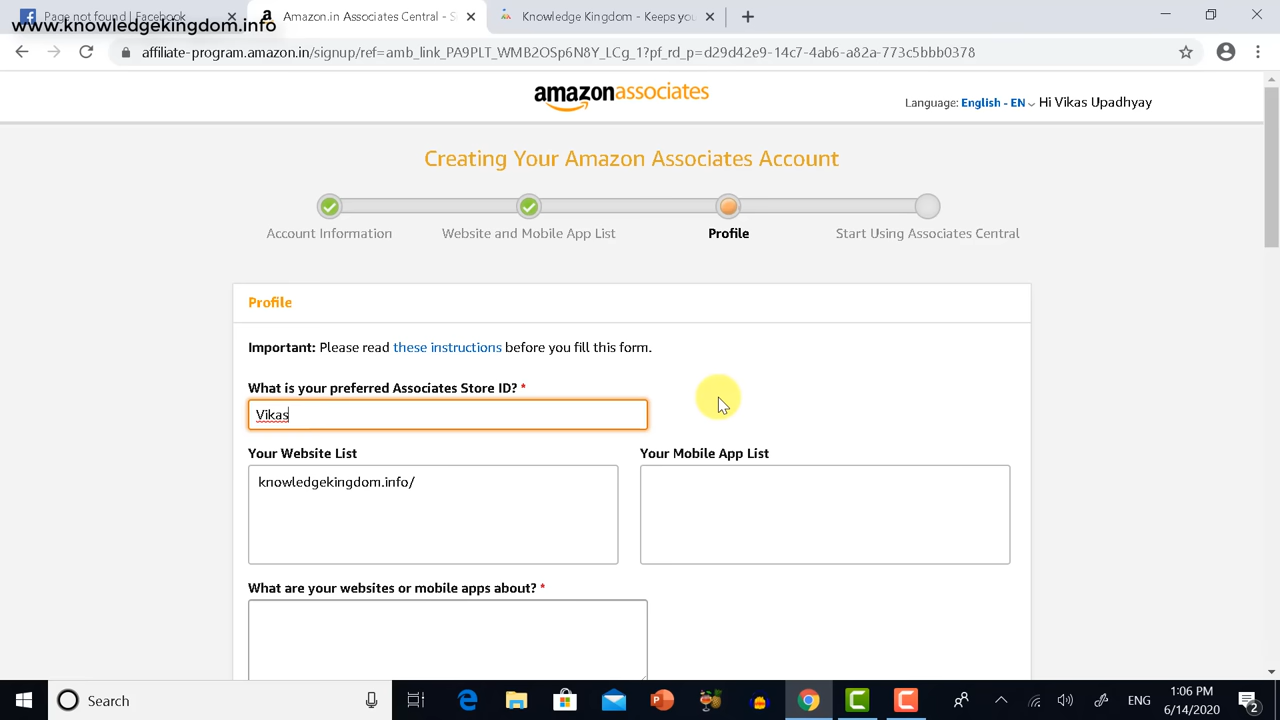 Page not found | Facebook
Amazon.in Associates Central - S
Knowledge Kingdom - Keeps you
www.knowledgekingdom.info
affiliate-program.amazon.in/signup/ref=amb_link_PA9PLT_WMB2OSp6N8Y_LCg_1?pf_rd_p=d29d42e9-14c7-4ab6-a82a-773c5bbb0378
amazonassociates
Language: English - EN Hi Vikas Upadhyay
Creating Your Amazon Associates Account
Account Information
Website and Mobile App List
Profile
Start Using Associates Central
Profile
Important: Please read these instructions before you fill this form.
What is your preferred Associates Store ID? *
Vikas
Your Website List
Your Mobile App List
knowledgekingdom.info/
What are your websites or mobile apps about? *
Search
ENG
1:06 PM
6/14/2020
2